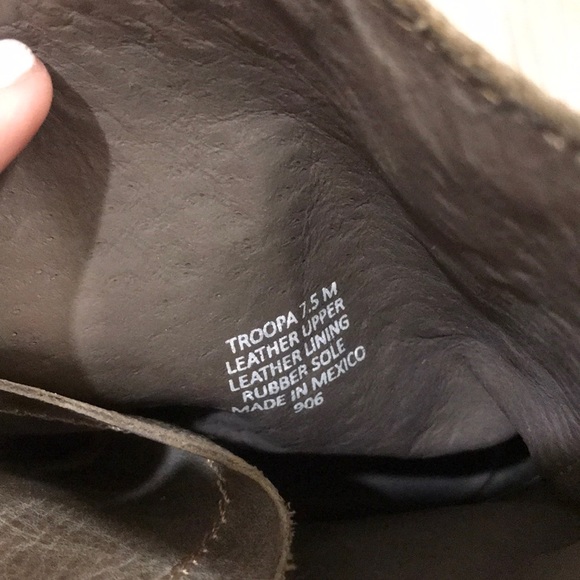 TROOPA 7.5 M
LEATHER UPPER
LEATHER LINING
RUBBER SOLE
MADE IN MEXICO
906